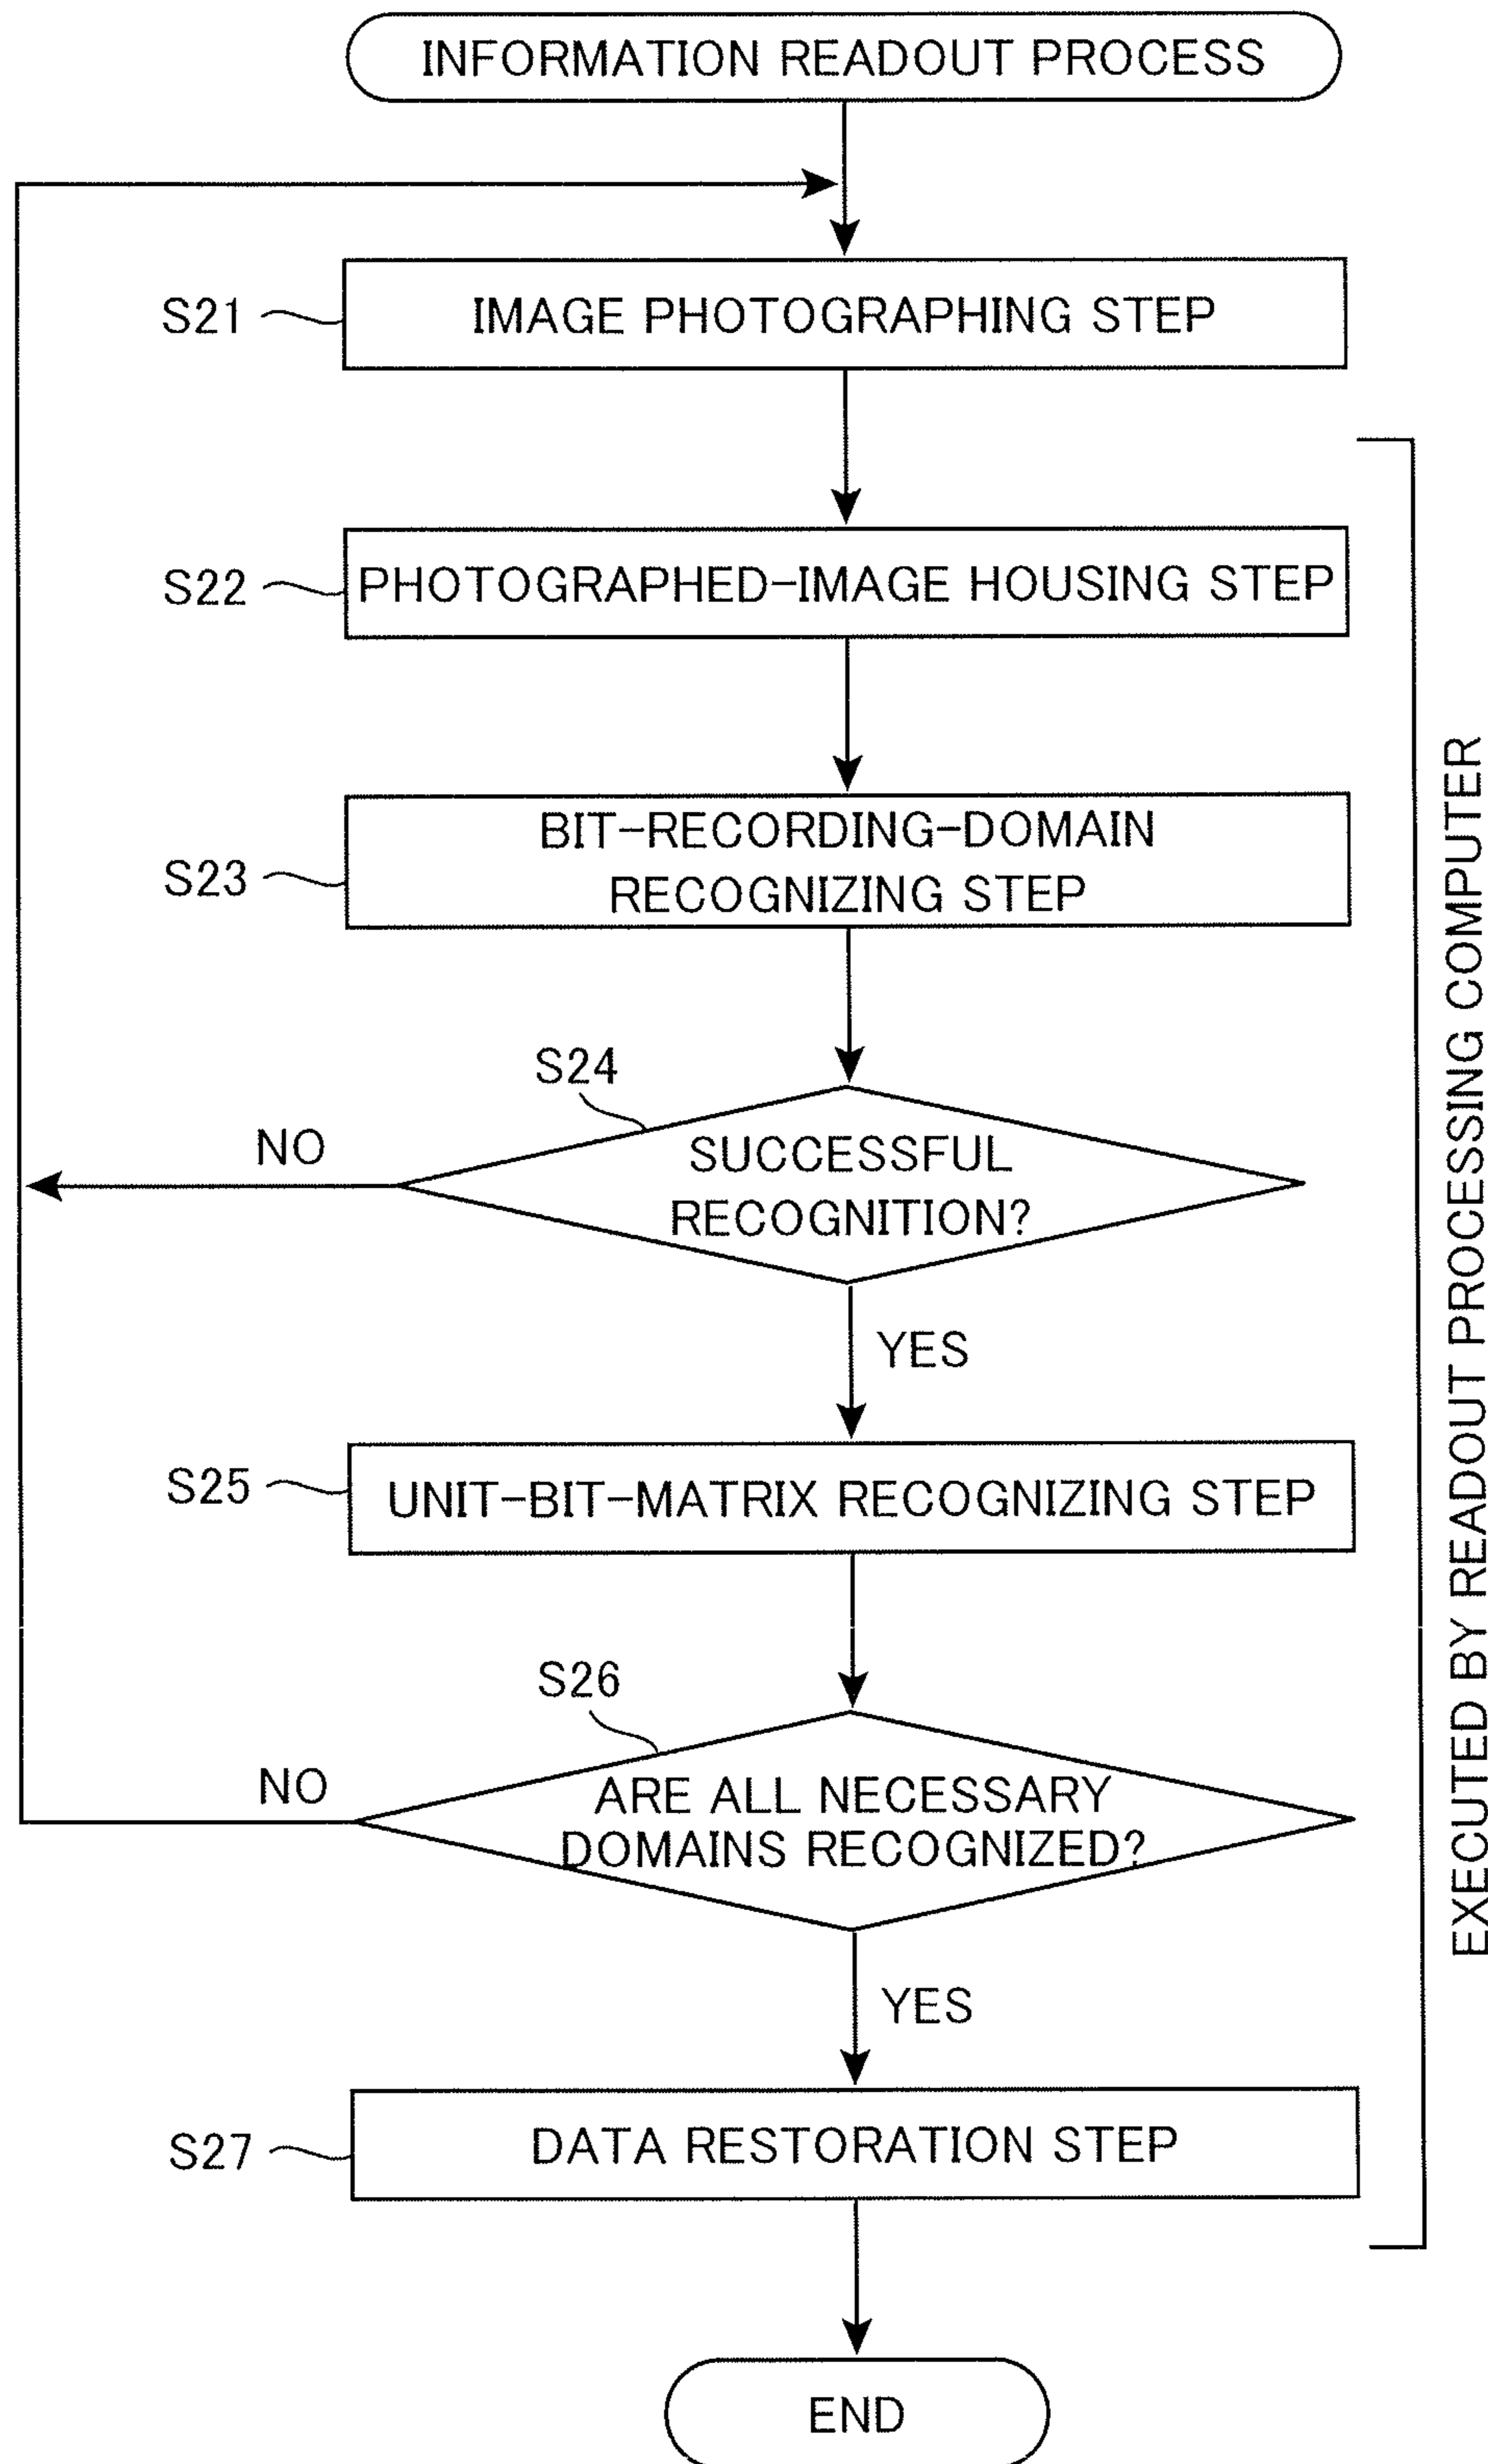 INFORMATION READOUT PROCESS
S21
IMAGE PHOTOGRAPHING STEP
S22
PHOTOGRAPHED-IMAGE HOUSING STEP
S23
BIT-RECORDING-DOMAIN
RECOGNIZING STEP
S24
NO
SUCCESSFUL
RECOGNITION?
YES
S25
UNIT-BIT-MATRIX RECOGNIZING STEP
S26
NO
ARE ALL NECESSARY
DOMAINS RECOGNIZED?
YES
S27
DATA RESTORATION STEP
END
EXECUTED BY READOUT PROCESSING COMPUTER